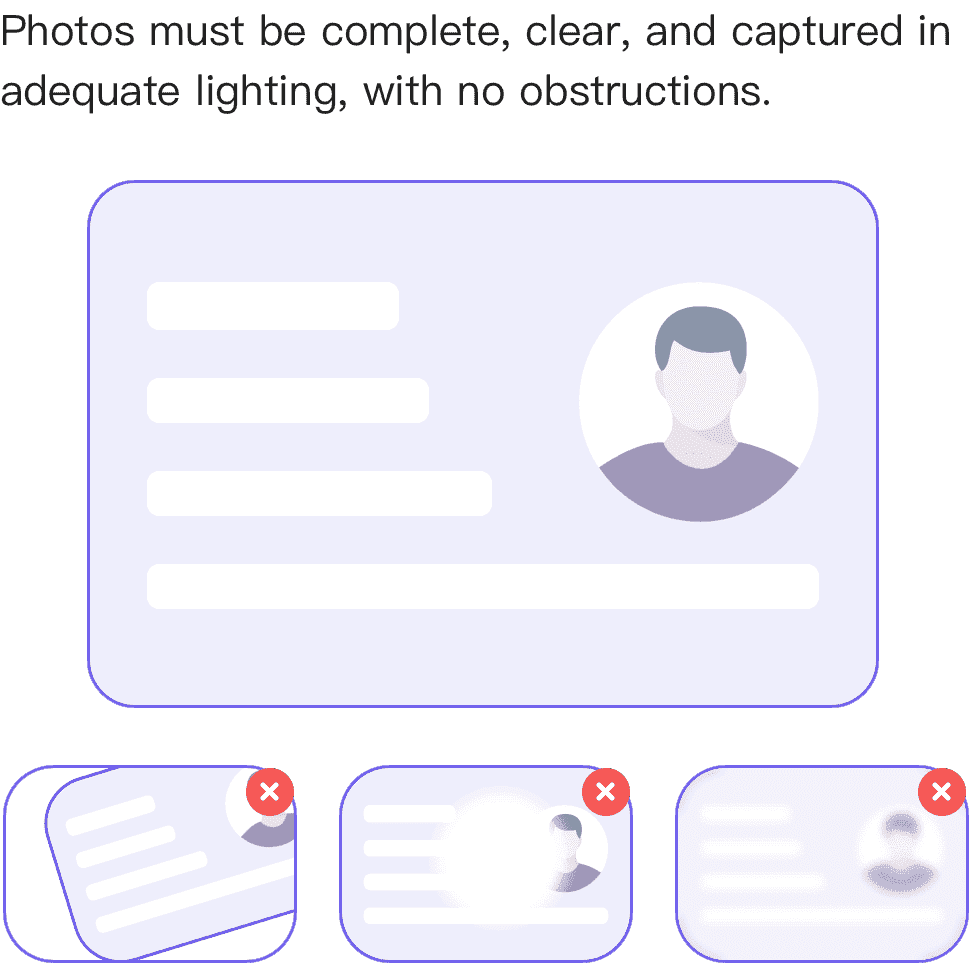 Photos must be complete, clear, and captured in
adequate lighting, with no obstructions.